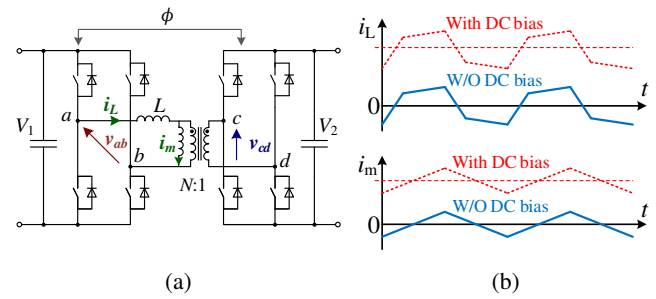 ϕ
V1
a
iL
L
vab
b
im
N:1
c
vcd
d
V2
(a)
iL
With DC bias
W/O DC bias
0
t
im
With DC bias
W/O DC bias
0
t
(b)